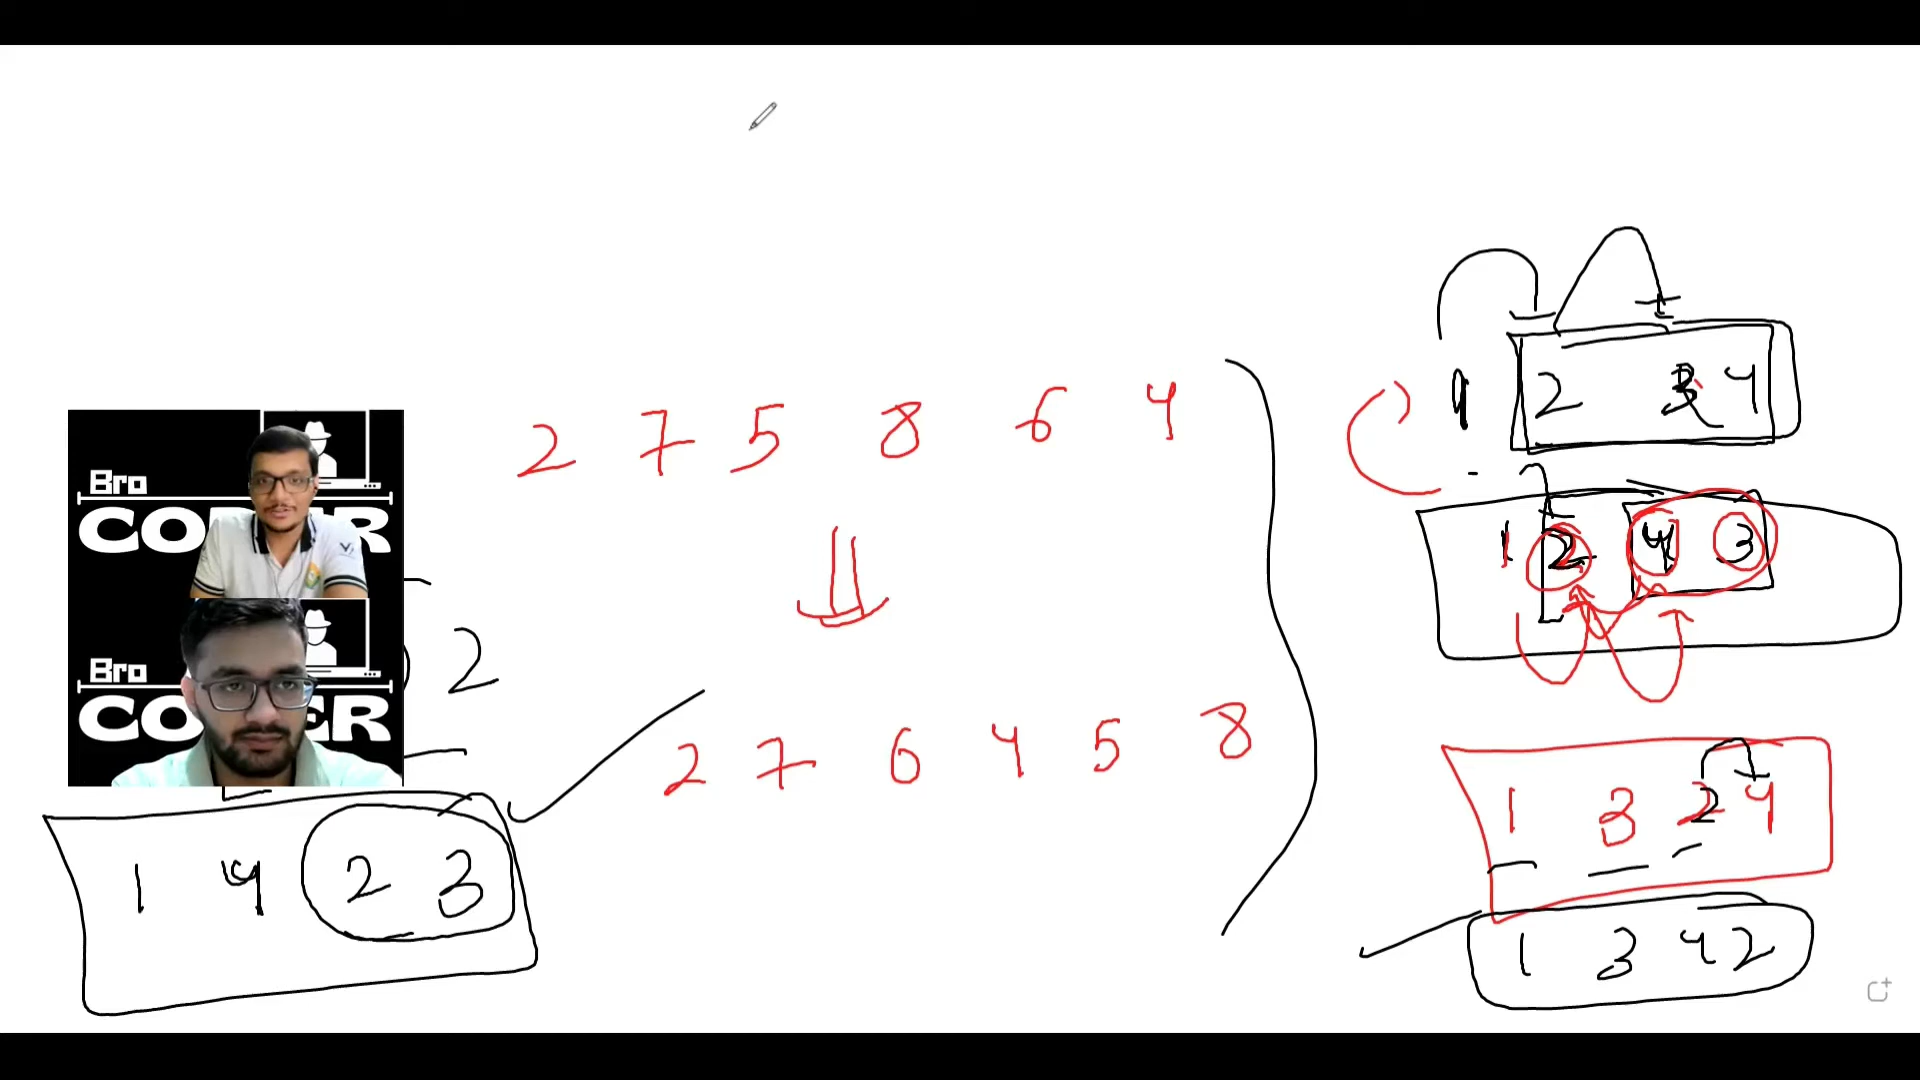 1 2 3 4
2 7 5 8 6 4
Bro
CODER
1 2 4 3
Bro
CODER
2
2 7 6 4 5 8
1 3 2 4
1 4 2 3
1 3 4 2